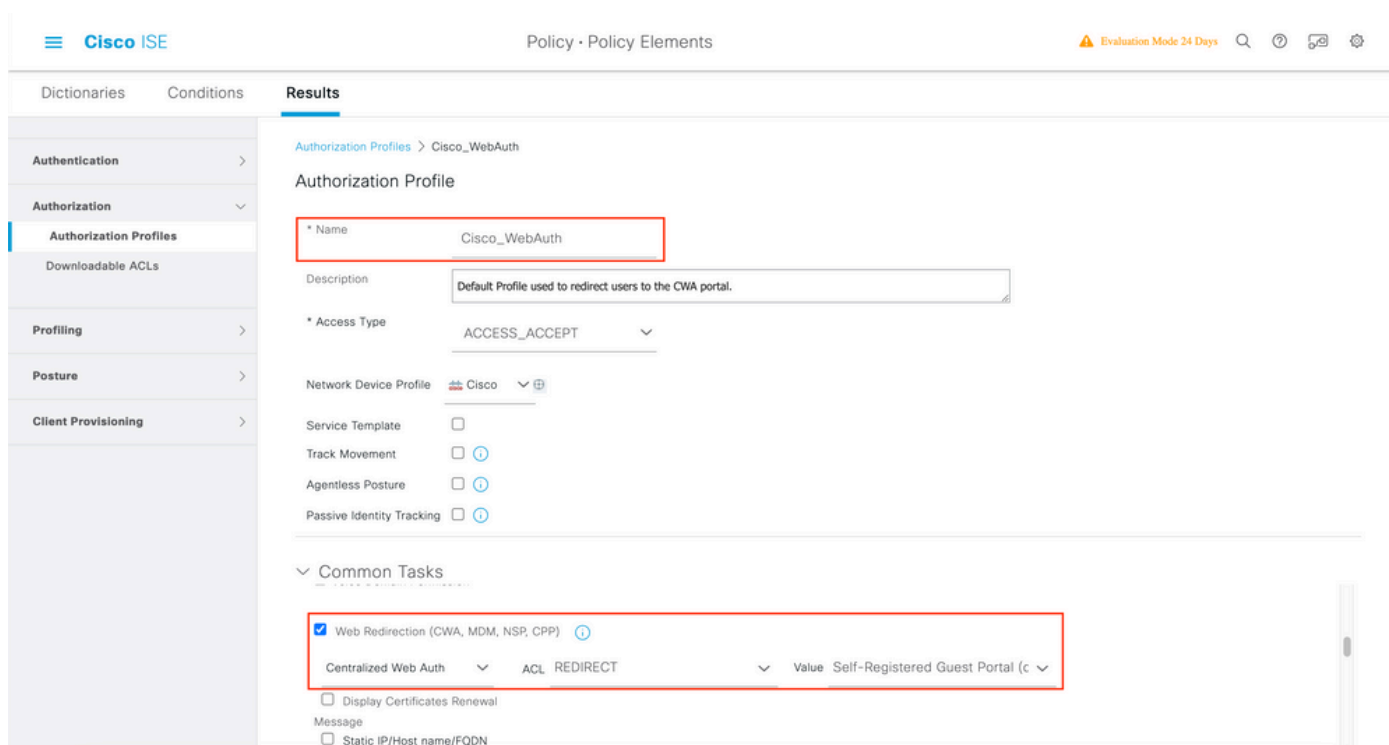 Cisco ISE
Policy · Policy Elements
Evaluation Mode 24 Days
Dictionaries
Conditions
Results
Authentication
Authorization
Authorization Profiles
Downloadable ACLs
Profiling
Posture
Client Provisioning
Authorization Profiles > Cisco_WebAuth
Authorization Profile
* Name
Cisco_WebAuth
Description
Default Profile used to redirect users to the CWA portal.
* Access Type
ACCESS_ACCEPT
Network Device Profile
Cisco
Service Template
Track Movement
Agentless Posture
Passive Identity Tracking
Common Tasks
Web Redirection (CWA, MDM, NSP, CPP)
Centralized Web Auth
ACL REDIRECT
Value Self-Registered Guest Portal (c
Display Certificates Renewal
Message
Static IP/Host name/FQDN